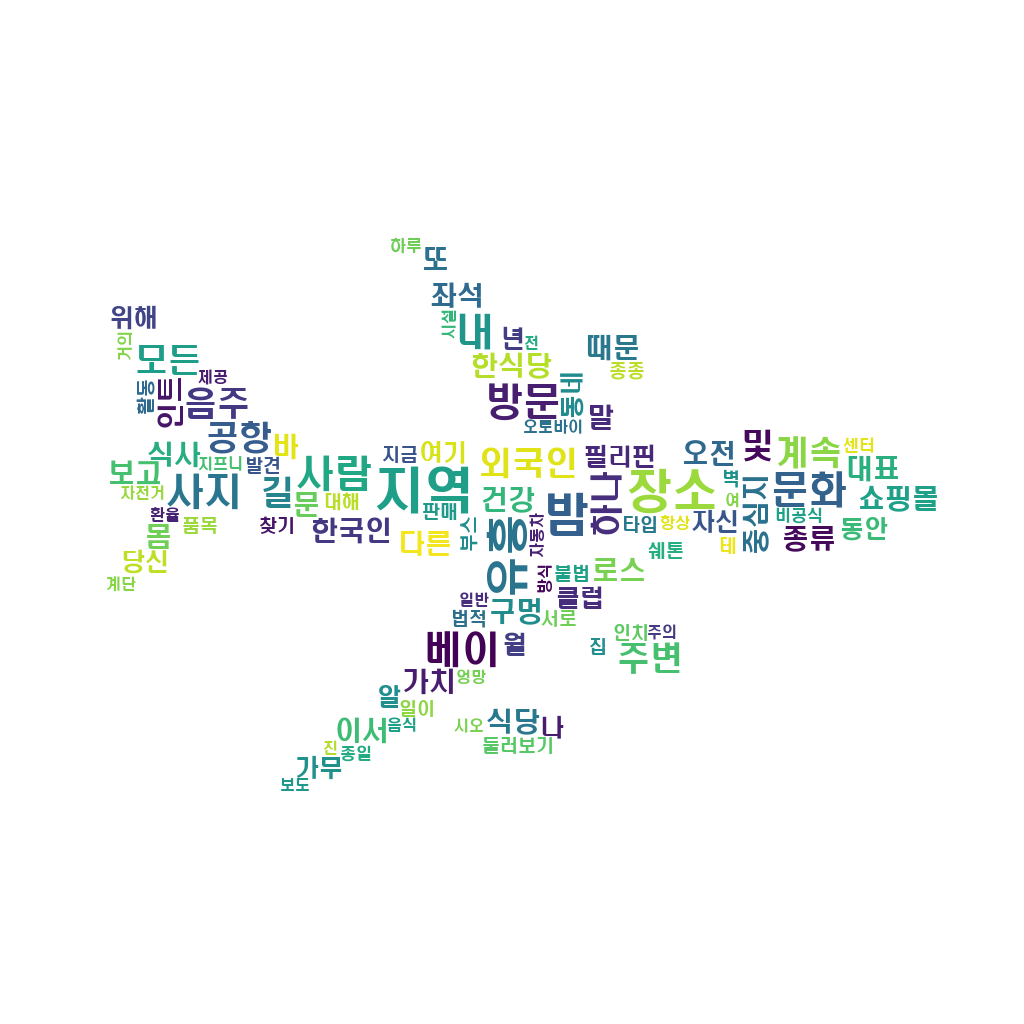 하루
또
좌석
시설
내
년
전
위해
거의
모든
때문
종종
한식당
제공
활동
인트
음주
방문
동네
말
오토바이
공항
바
지금
여기
외국인
필리핀
오전
및
계속
센터
식사
보고
지프니
발견
사람
지역
건강
밤
하나
장소
벽
여
중심지
문화
대표
쇼핑몰
자전거
사지
길
문
대해
판매
환율
품목
몸
찾기
한국인
다른
부스
유흥
자동차
타입
항상
자신
테
비공식
종류
동안
당신
계단
쉐톤
방식
불법
로스
일반
클럽
법적
구멍
서로
베이
월
집
인치
주의
주변
가치
엉망
알
일이
이서
음식
시오
식당
나
둘러보기
진
종일
가무
보도